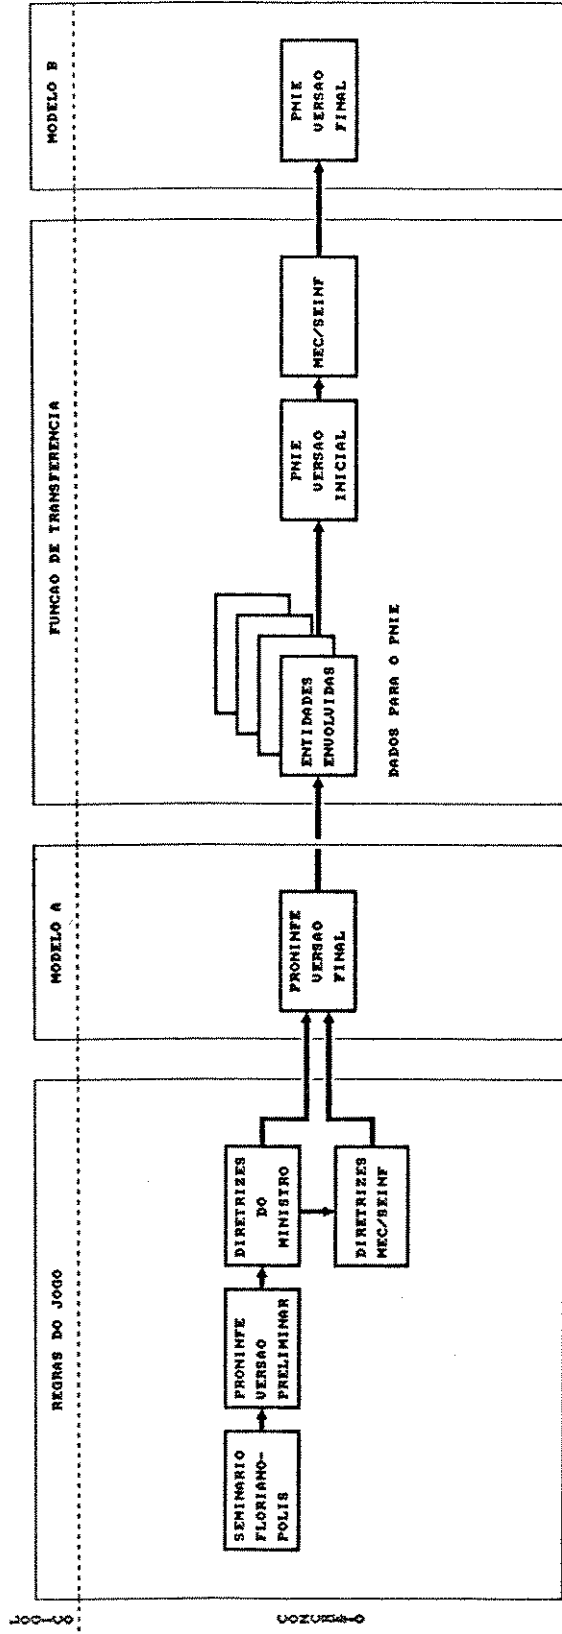 REGRAS DO JOGO
MODELO A
FUNCAO DE TRANSFERENCIA
MODELO B
SEMINARIO
FLORIANO-
POLIS
PRONINFE
VERSAO
PRELIMINAR
DIRETRIZES
DO
MINISTRO
DIRETRIZES
MEC/SEINF
PRONINFE
VERSAO
FINAL
ENTIDADES
ENVOLVIDAS
DADOS PARA O PNIE
PNIE
VERSAO
INICIAL
MEC/SEINF
PNIE
VERSAO
FINAL